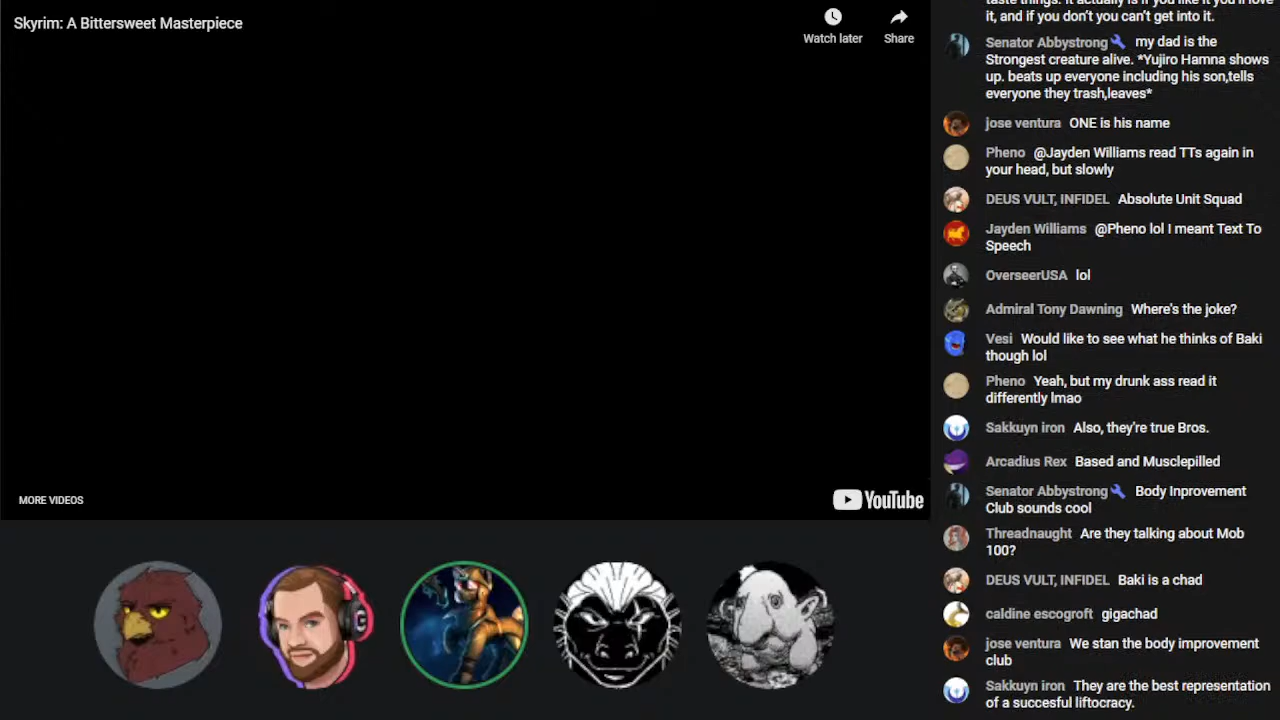 Skyrim: A Bittersweet Masterpiece
Watch later
Share
MORE VIDEOS
YouTube
it, and if you don't you can't get into it.
Senator Abbystrong my dad is the
Strongest creature alive. *Yujiro Hamna shows
up. beats up everyone including his son,tells
everyone they trash,leaves*
jose ventura ONE is his name
Pheno @Jayden Williams read TTs again in
your head, but slowly
DEUS VULT, INFIDEL Absolute Unit Squad
Jayden Williams @Pheno lol I meant Text To
Speech
OverseerUSA lol
Admiral Tony Dawning Where's the joke?
Vesi Would like to see what he thinks of Baki
though lol
Pheno Yeah, but my drunk ass read it
differently lmao
Sakkuyn iron Also, they're true Bros.
Arcadius Rex Based and Musclepilled
Senator Abbystrong Body Inprovement
Club sounds cool
Threadnaught Are they talking about Mob
100?
DEUS VULT, INFIDEL Baki is a chad
caldine escogroft gigachad
jose ventura We stan the body improvement
club
Sakkuyn iron They are the best representation
of a succesful liftocracy.